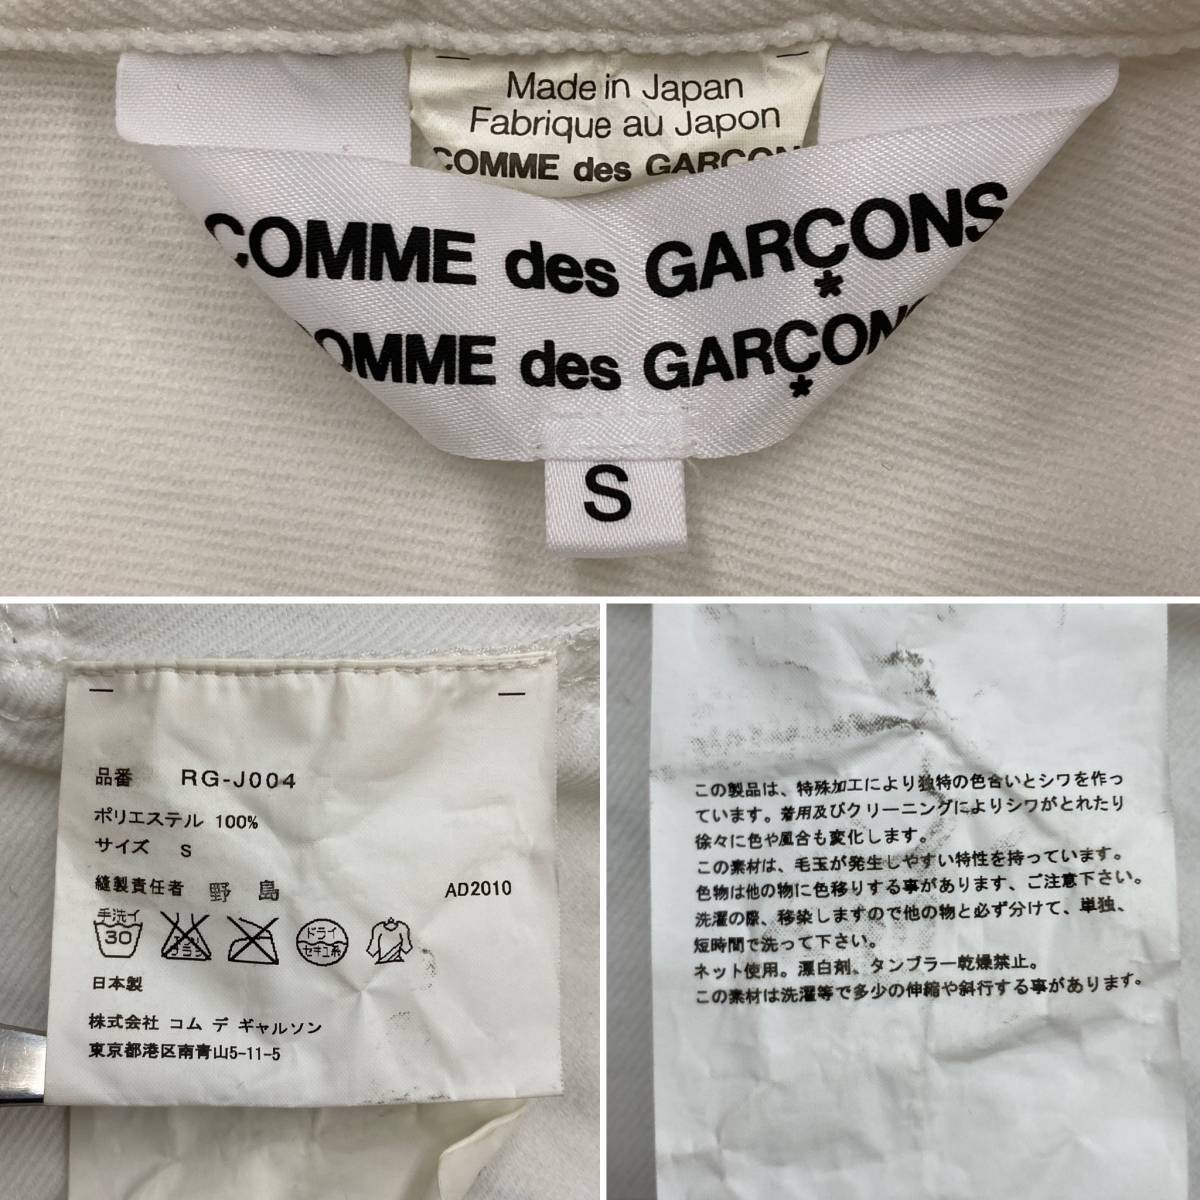 Made in Japan
Fabrique au Japon
COMME des GARÇONS
COMME des GARÇONS
COMME des GARÇONS
S
品番 RG-J004
ポリエステル 100%
サイズ S
縫製責任者 野島 AD2010
手洗イ ドライ
30 エンソサラシ セキユ系
日本製
株式会社 コム デ ギャルソン
東京都港区南青山5-11-5
この製品は、特殊加工により独特の色合いとシワを作っ
ています。着用及びクリーニングによりシワがとれたり
徐々に色や風合も変化します。
この素材は、毛玉が発生しやすい特性を持っています。
色物は他の物に色移りする事があります、ご注意下さい。
洗濯の際、移染しますので他の物と必ず分けて、単独、
短時間で洗って下さい。
ネット使用。漂白剤、タンブラー乾燥禁止。
この素材は洗濯等で多少の伸縮や斜行する事があります。